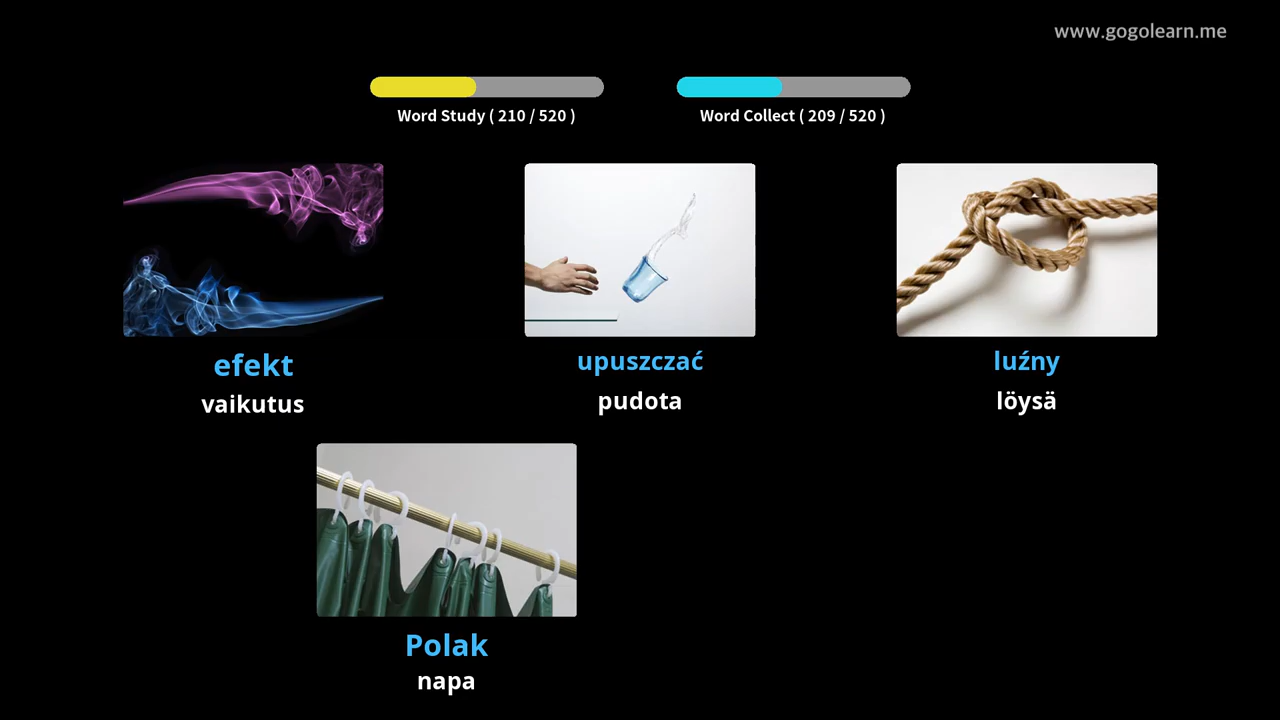 www.gogolearn.me
Word Study ( 210 / 520 )
Word Collect ( 209 / 520 )
efekt
vaikutus
upuszczać
pudota
luźny
löysä
Polak
napa